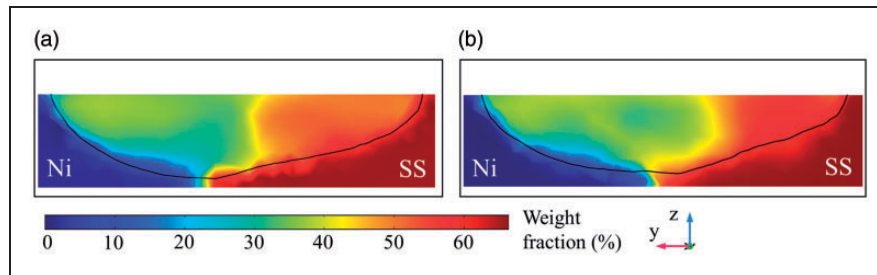 (a) (b)
Ni SS Ni SS
0 10 20 30 40 50 60 Weight
fraction (%)
z
y